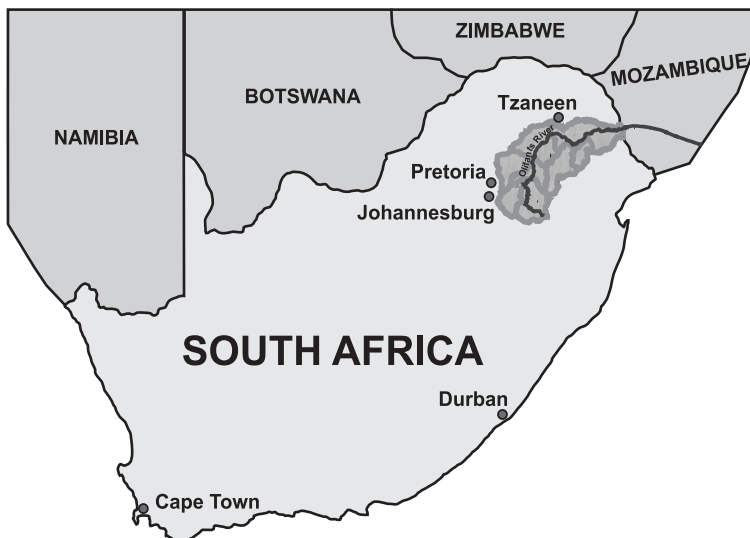 ZIMBABWE
MOZAMBIQUE
BOTSWANA
Tzaneen
NAMIBIA
Olifants River
Pretoria
Johannesburg
SOUTH AFRICA
Durban
Cape Town